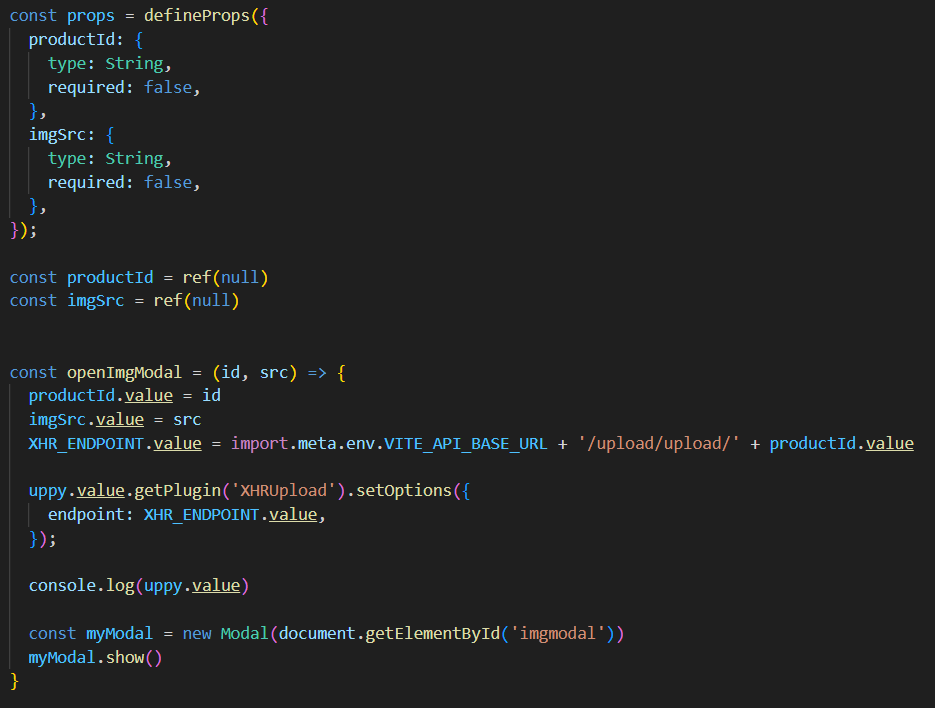 const props = defineProps({
  productId: {
    type: String,
    required: false,
  },
  imgSrc: {
    type: String,
    required: false,
  },
});
const productId = ref(null)
const imgSrc = ref(null)
const openImgModal = (id, src) => {
  productId.value = id
  imgSrc.value = src
  XHR_ENDPOINT.value = import.meta.env.VITE_API_BASE_URL + '/upload/upload/' + productId.value
  uppy.value.getPlugin('XHRUpload').setOptions({
    endpoint: XHR_ENDPOINT.value,
  });
  console.log(uppy.value)
  const myModal = new Modal(document.getElementById('imgmodal'))
  myModal.show()
}